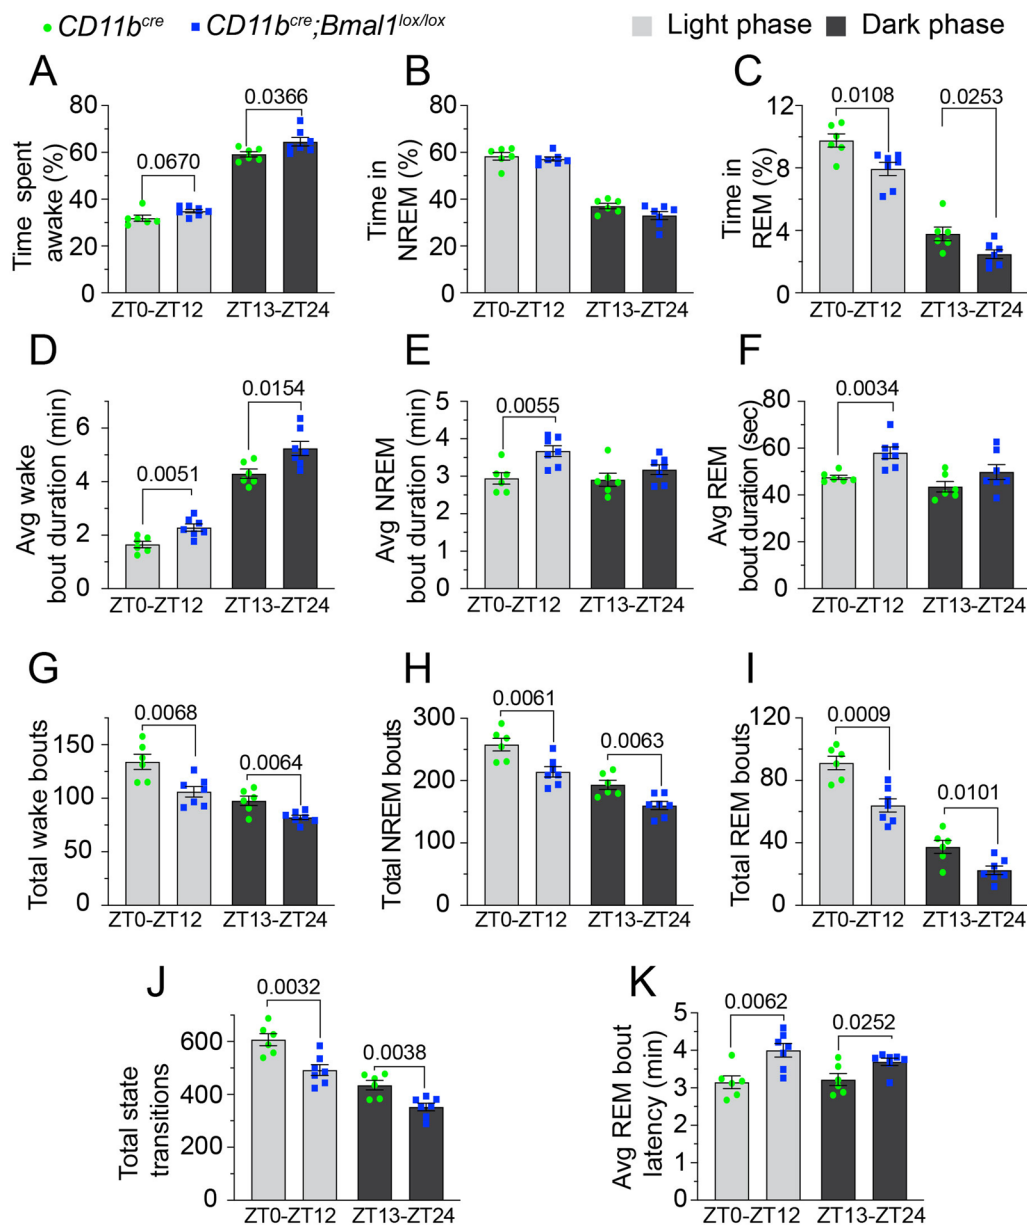 CD11b^cre CD11b^cre;Bmal1^lox/lox Light phase Dark phase
A B C
0.0366
0.0670
Time spent
awake (%)
80
60
40
20
0
ZT0-ZT12 ZT13-ZT24
Time in
NREM (%)
80
60
40
20
0
ZT0-ZT12 ZT13-ZT24
0.0108 0.0253
Time in
REM (%)
12
8
4
0
ZT0-ZT12 ZT13-ZT24
D E F
0.0154
0.0051
Avg wake
bout duration (min)
6
4
2
0
ZT0-ZT12 ZT13-ZT24
0.0055
Avg NREM
bout duration (min)
5
4
3
2
1
0
ZT0-ZT12 ZT13-ZT24
0.0034
Avg REM
bout duration (sec)
80
60
40
20
0
ZT0-ZT12 ZT13-ZT24
G H I
0.0068
0.0064
Total wake bouts
150
125
100
75
50
25
0
ZT0-ZT12 ZT13-ZT24
0.0061
0.0063
Total NREM bouts
300
200
100
0
ZT0-ZT12 ZT13-ZT24
0.0009
0.0101
Total REM bouts
120
80
40
0
ZT0-ZT12 ZT13-ZT24
J K
0.0032
0.0038
Total state
transitions
600
400
200
0
ZT0-ZT12 ZT13-ZT24
0.0062
0.0252
Avg REM bout
latency (min)
5
4
3
2
1
0
ZT0-ZT12 ZT13-ZT24